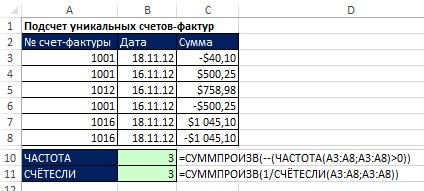 A B C D
1 Подсчет уникальных счетов-фактур
2 № счет-фактуры Дата Сумма
3 1001 18.11.12 -$40,10
4 1001 16.11.12 $500,25
5 1012 16.11.12 $758,98
6 1001 16.11.12 -$500,25
7 1016 18.11.12 $1 045,10
8 1016 18.11.12 -$1 045,10
10 ЧАСТОТА 3 =СУММПРОИЗВ(--(ЧАСТОТА(A3:A8;A3:A8)>0))
11 СЧЁТЕСЛИ 3 =СУММПРОИЗВ(1/СЧЁТЕСЛИ(A3:A8;A3:A8))